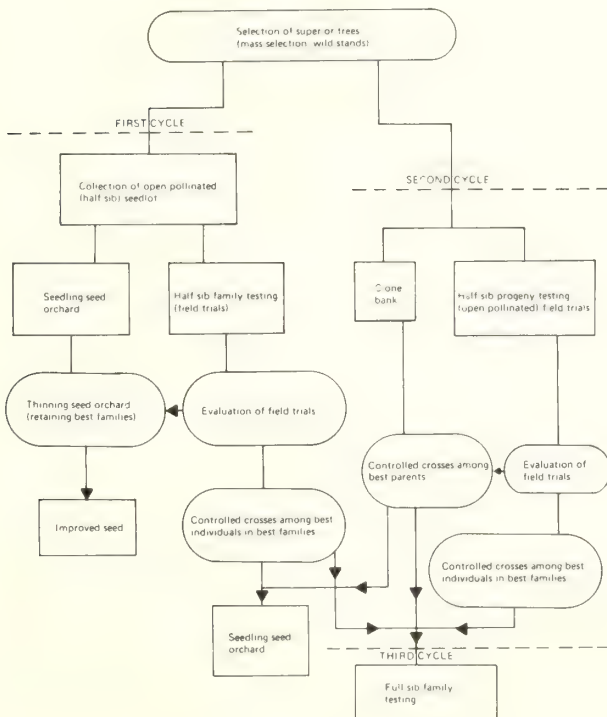 Selection of super or trees
(mass selection wild stands)
FIRST CYCLE
Collection of open pollinated
(half sib) seedlot
SECOND CYCLE
Seedling seed
orchard
Half sib family testing
(field trials)
C one
bank
Half sib progeny testing
(open pollinated) field trials
Thinning seed orchard
(retaining best families)
Evaluation of field trials
Controlled crosses among
best parents
Evaluation of
field trials
Improved seed
Controlled crosses among best
individuals in best families
Controlled crosses among best
individuals in best families
Seedling seed
orchard
THIRD CYCLE
Full sib family
testing